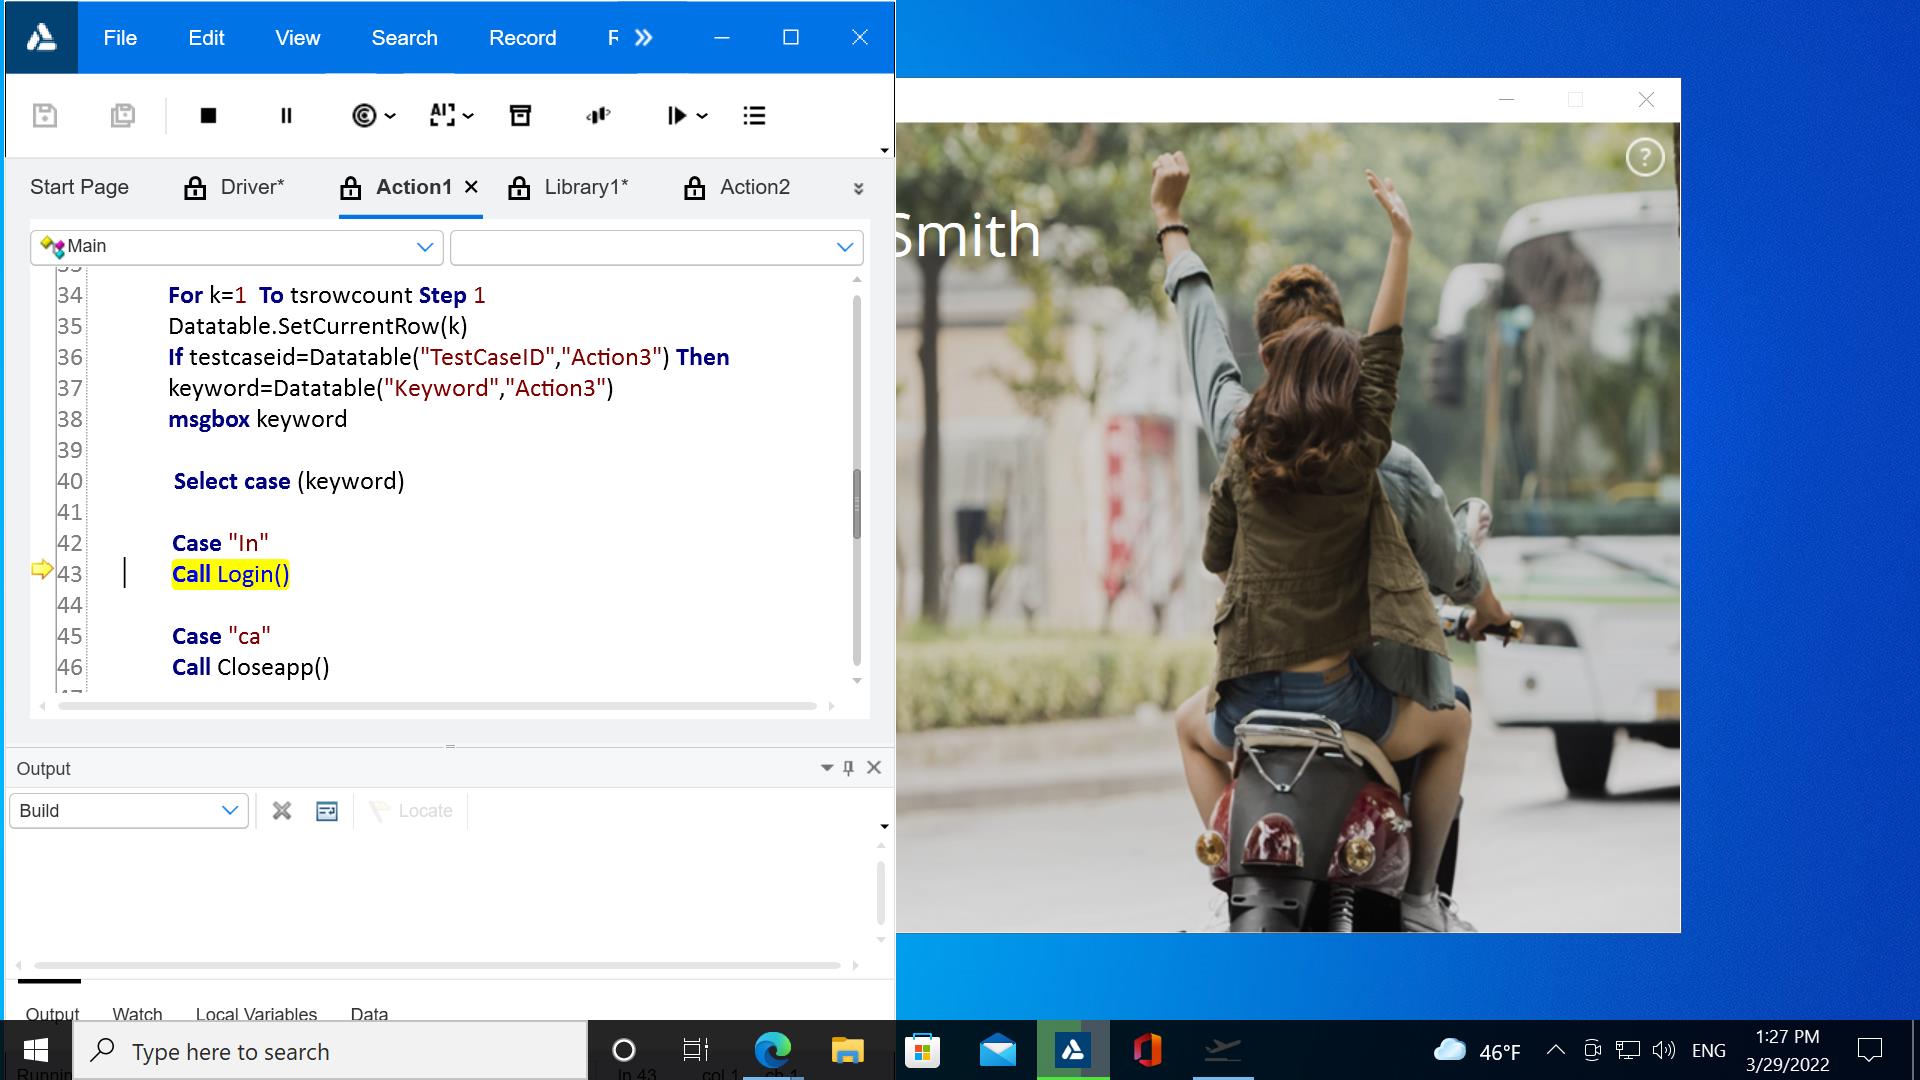 File Edit View Search Record
AI
Start Page Driver* Action1 Library1* Action2
Main
34 For k=1 To tsrowcount Step 1
35 Datatable.SetCurrentRow(k)
36 If testcaseid=Datatable("TestCaseID","Action3") Then
37 keyword=Datatable("Keyword","Action3")
38 msgbox keyword
39
40 Select case (keyword)
41
42 Case "In"
43 Call Login()
44
45 Case "ca"
46 Call Closeapp()
Output
Build Locate
Output Watch Local Variables Data
Smith
?
Type here to search
46°F ENG
1:27 PM
3/29/2022